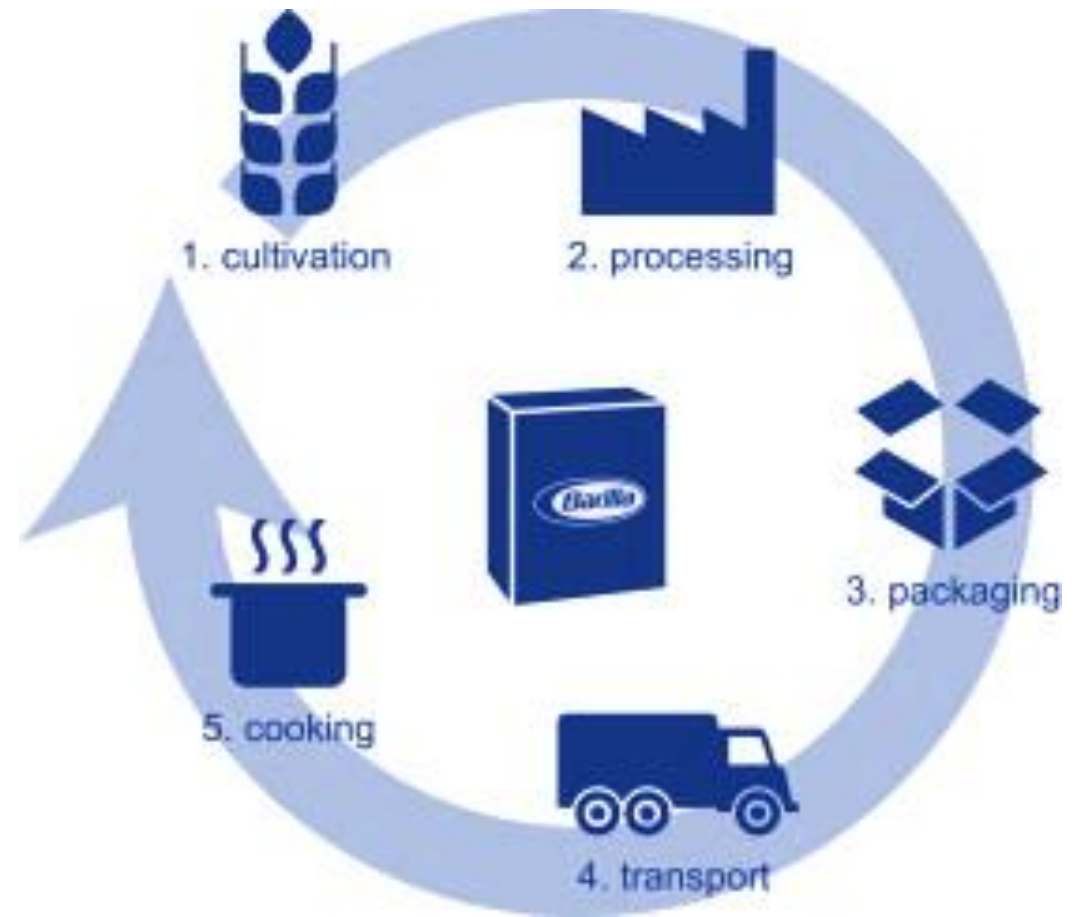 1. cultivation
2. processing
Barilla
3. packaging
5. cooking
4. transport